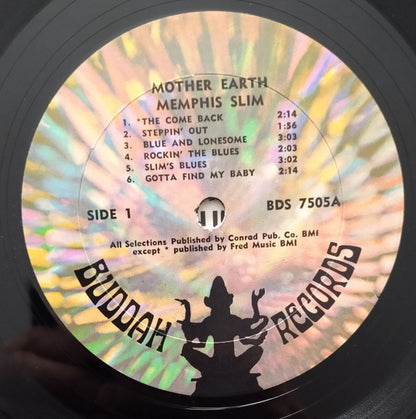 MOTHER EARTH
MEMPHIS SLIM
1. *THE COME BACK 2:14
2. STEPPIN' OUT 1:56
3. BLUE AND LONESOME 3:03
4. ROCKIN' THE BLUES 2:03
5. SLIM'S BLUES 3:02
6. GOTTA FIND MY BABY 2:14
SIDE 1 BDS 7505A
All Selections Published by Conrad Pub. Co. BMI
except * published by Fred Music BMI
BUDDAH RECORDS